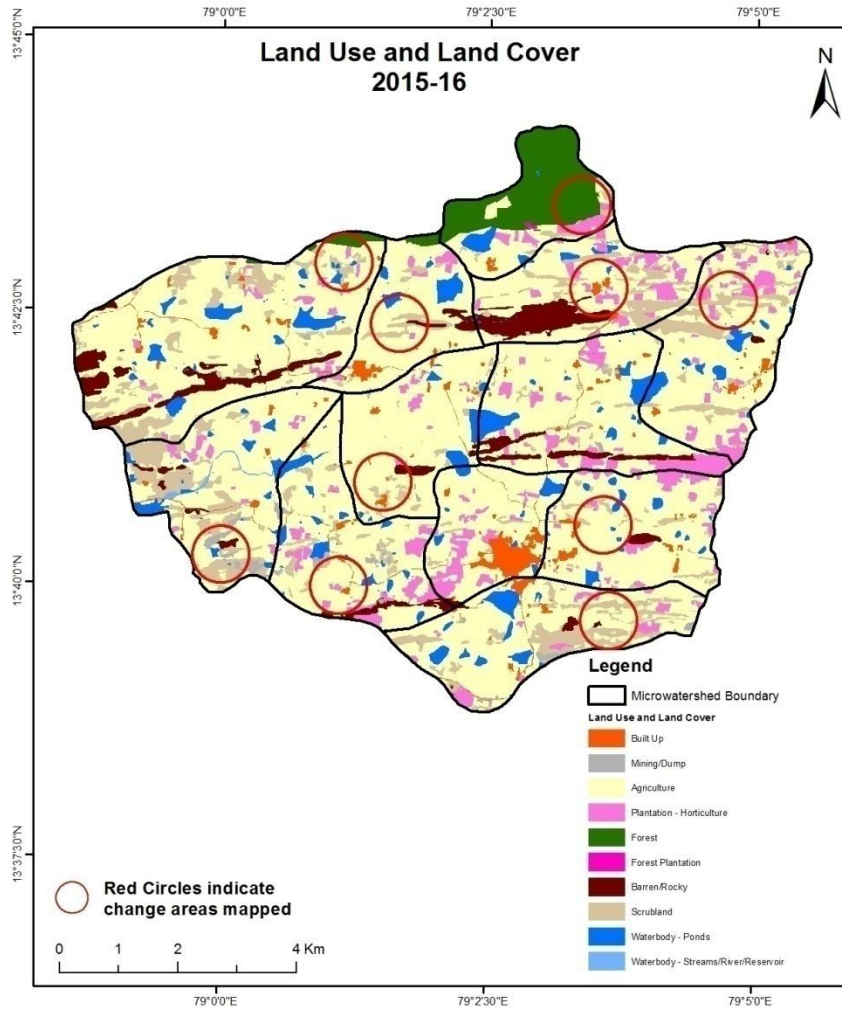 79°0'0"E 79°2'30"E 79°5'0"E
13°45'0"N
Land Use and Land Cover
2015-16
N
13°42'30"N
13°40'0"N
13°37'30"N
Legend
Microwatershed Boundary
Land Use and Land Cover
Built Up
Mining/Dump
Agriculture
Plantation - Horticulture
Forest
Forest Plantation
Barren/Rocky
Scrubland
Waterbody - Ponds
Waterbody - Streams/River/Reservoir
Red Circles indicate
change areas mapped
0 1 2 4 Km
79°0'0"E 79°2'30"E 79°5'0"E